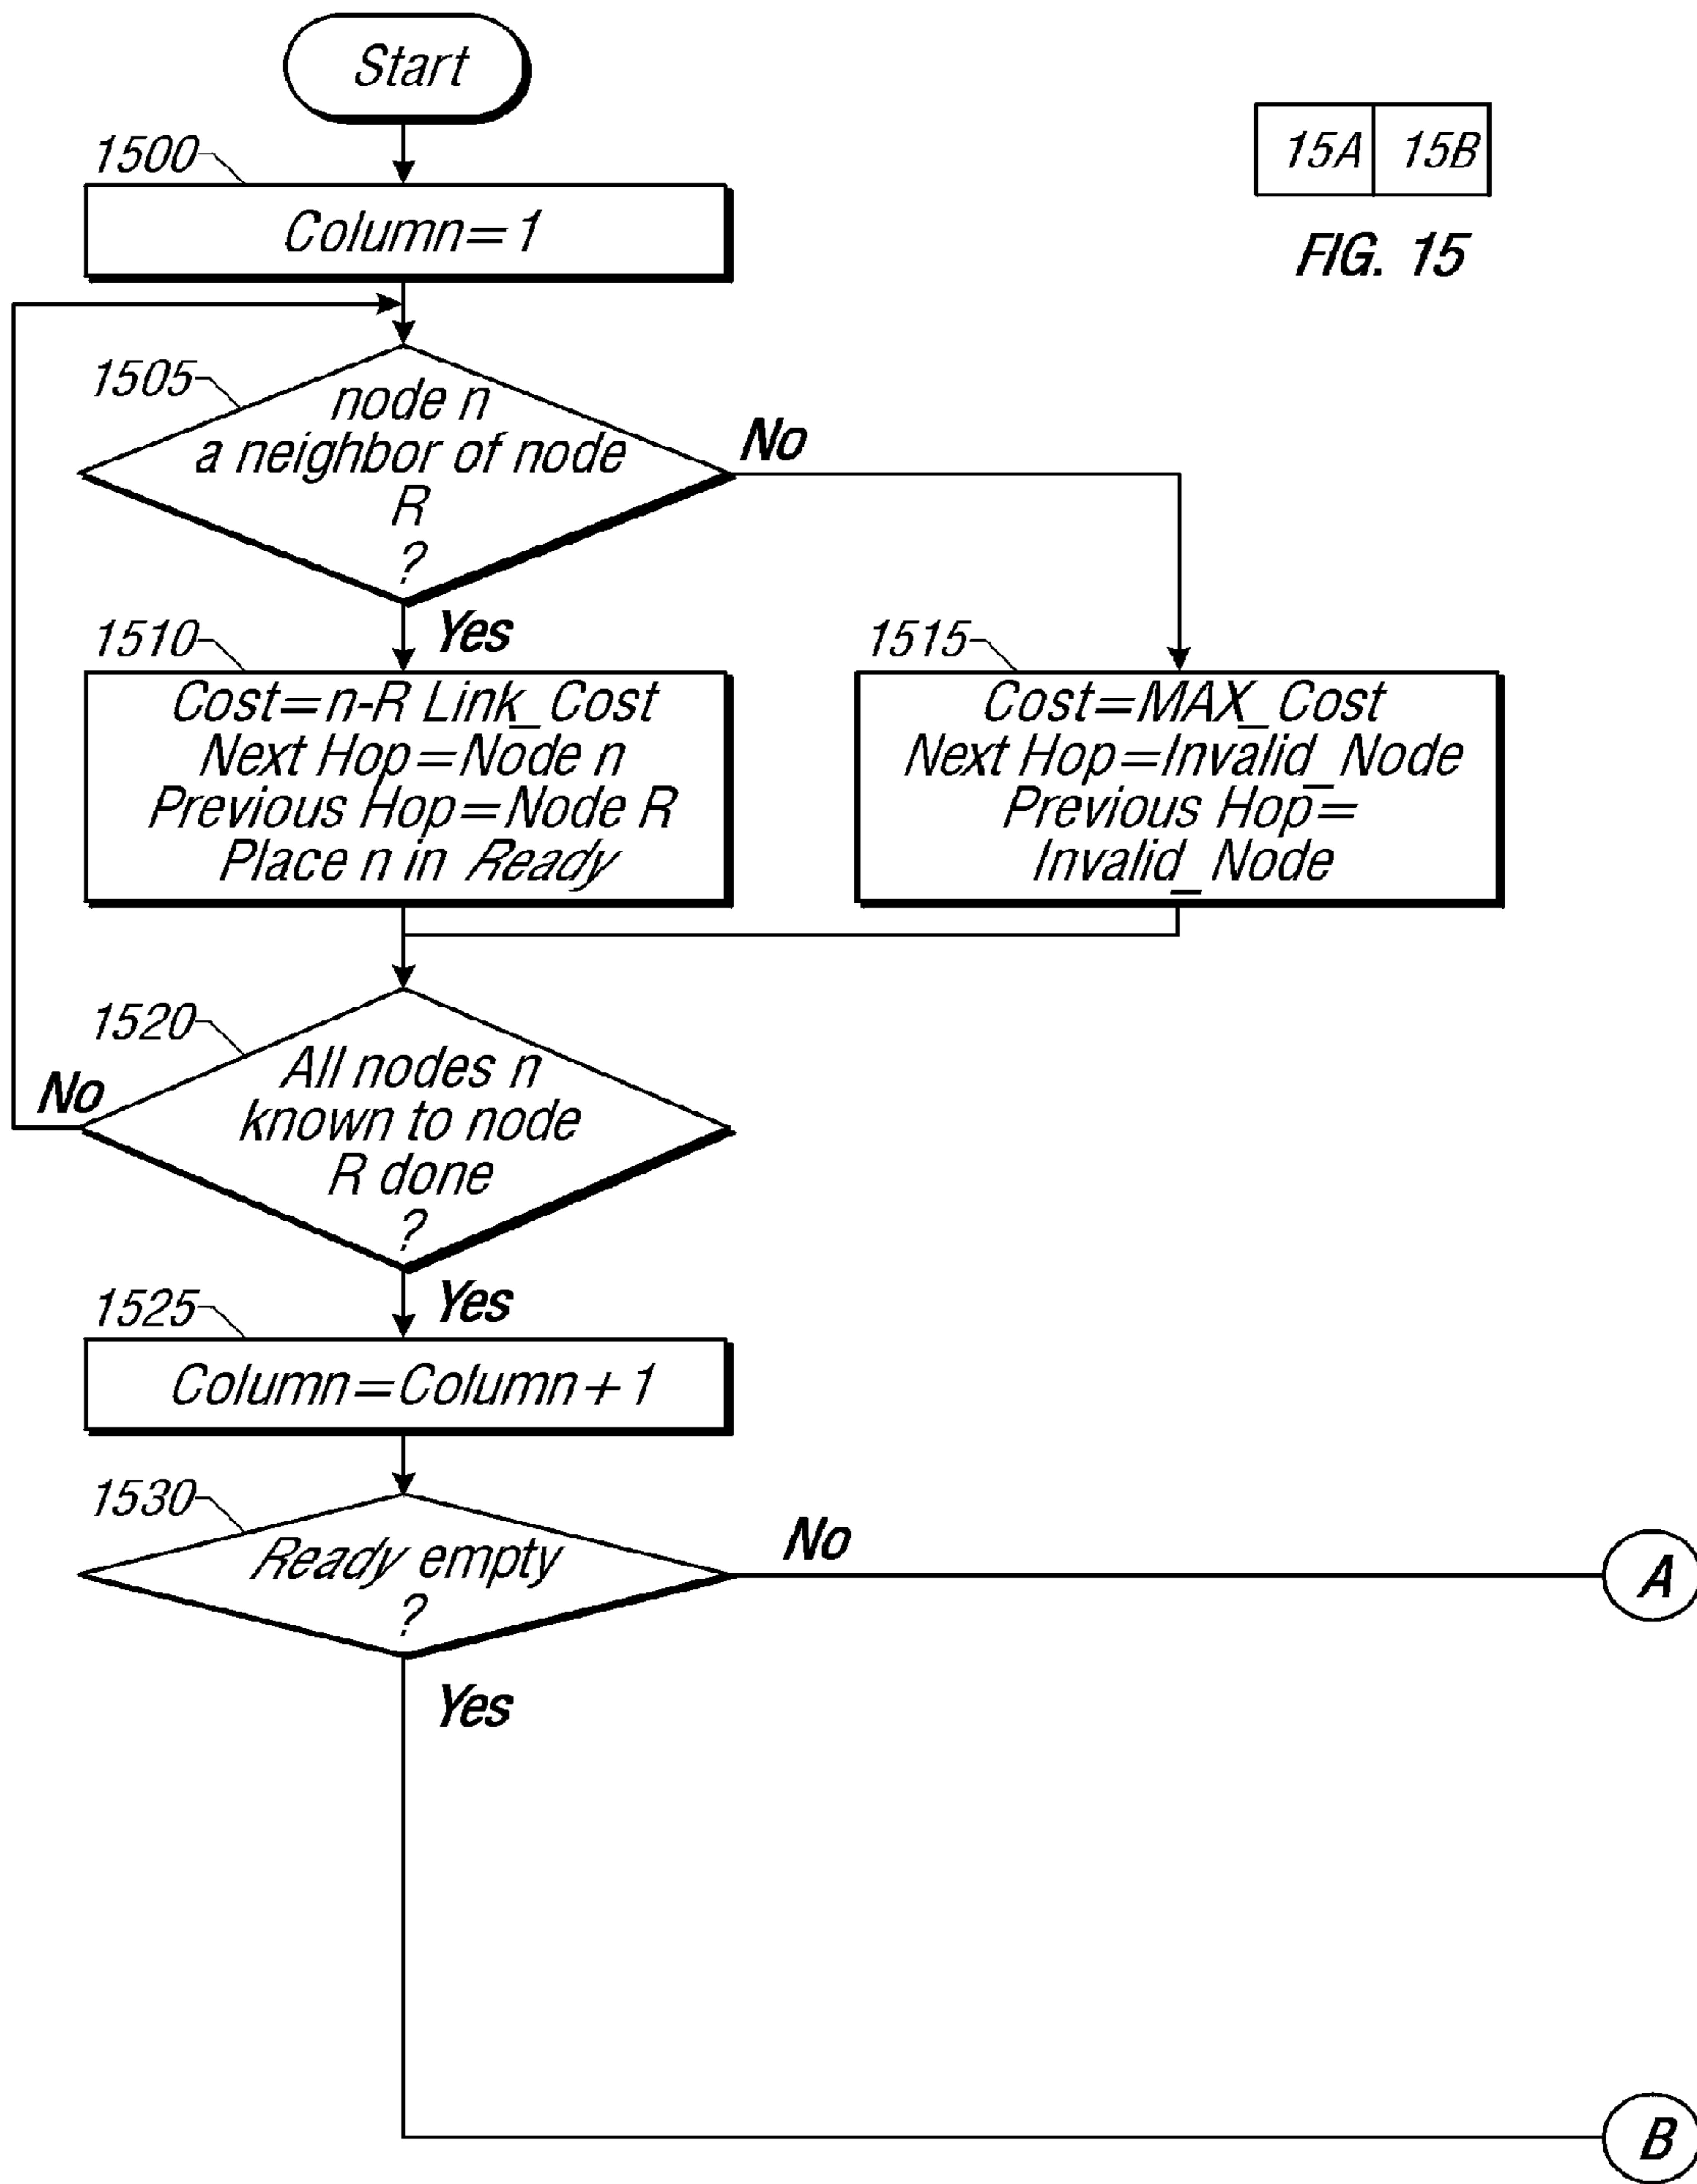 Start
15A 15B
FIG. 15
1500
Column=1
1505
node n
a neighbor of node
R
?
No
Yes
1510
Cost=n-R Link_Cost
Next Hop=Node n
Previous Hop=Node R
Place n in Ready
1515
Cost=MAX_Cost
Next Hop=Invalid_Node
Previous Hop=
Invalid_Node
1520
All nodes n
known to node
R done
?
No
Yes
1525
Column=Column+1
1530
Ready empty
?
No
A
Yes
B